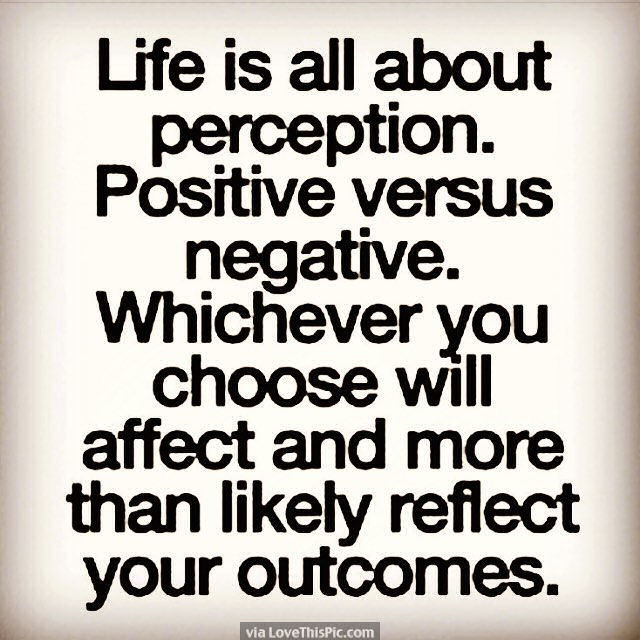 Life is all about
perception.
Positive versus
negative.
Whichever you
choose will
affect and more
than likely reflect
your outcomes.
via LoveThisPic.com